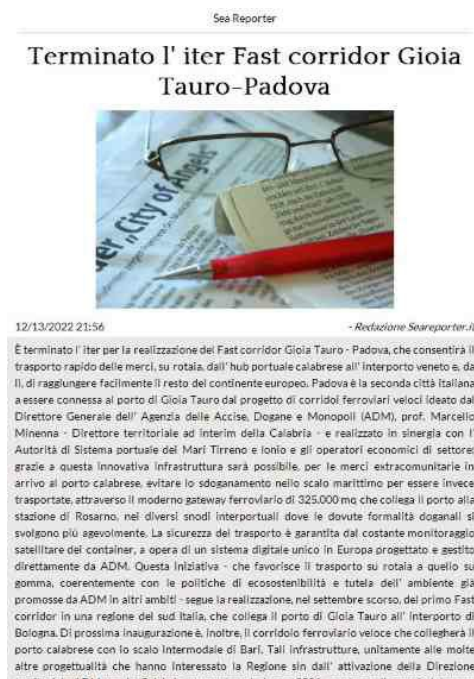 Sea Reporter
Terminato l' iter Fast corridor Gioia
Tauro-Padova
der „City of Angels"
12/13/2022 21:56
- Redazione Seareporter.it
È terminato l' iter per la realizzazione del Fast corridor Gioia Tauro - Padova, che consentirà il
trasporto rapido delle merci, su rotaia, dall' hub portuale calabrese all' interporto veneto e, da
lì, di raggiungere facilmente il resto del continente europeo. Padova è la seconda città italiana
a essere connessa al porto di Gioia Tauro dal progetto di corridoi ferroviari veloci ideato dal
Direttore Generale dell' Agenzia delle Accise, Dogane e Monopoli (ADM), prof. Marcello
Minenna - Direttore territoriale ad interim della Calabria - e realizzato in sinergia con l'
Autorità di Sistema portuale dei Mari Tirreno e Ionio e gli operatori economici di settore:
grazie a questa innovativa infrastruttura sarà possibile, per le merci extracomunitarie in
arrivo al porto calabrese, evitare lo sdoganamento nello scalo marittimo per essere invece
trasportate, attraverso il moderno gateway ferroviario di 325.000 mq che collega il porto alla
stazione di Rosarno, nei diversi snodi interportuali dove le dovute formalità doganali si
svolgono più agevolmente. La sicurezza del trasporto è garantita dal costante monitoraggio
satellitare dei container, a opera di un sistema digitale unico in Europa progettato e gestito
direttamente da ADM. Questa iniziativa - che favorisce il trasporto su rotaia a quello su
gomma, coerentemente con le politiche di ecosostenibilità e tutela dell' ambiente già
promosse da ADM in altri ambiti - segue la realizzazione, nel settembre scorso, del primo Fast
corridor in una regione del sud Italia, che collega il porto di Gioia Tauro all' interporto di
Bologna. Di prossima inaugurazione è, inoltre, il corridoio ferroviario veloce che collegherà il
porto calabrese con lo scalo intermodale di Bari. Tali infrastrutture, unitamente alle molte
altre progettualità che hanno interessato la Regione sin dall' attivazione della Direzione